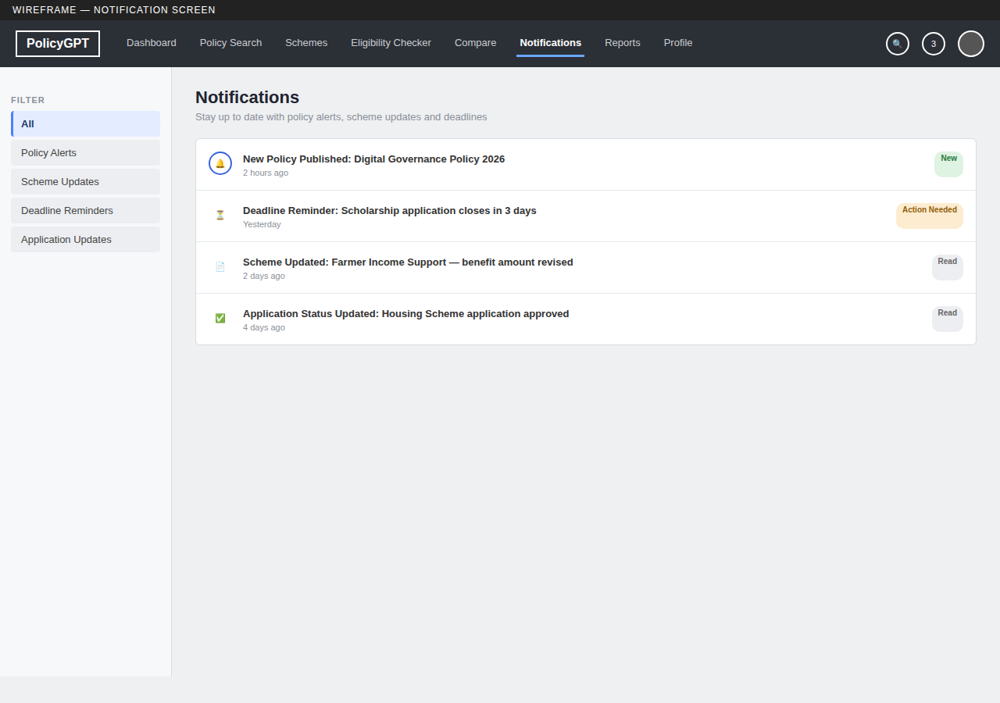 WIREFRAME — NOTIFICATION SCREEN
PolicyGPT
Dashboard
Policy Search
Schemes
Eligibility Checker
Compare
Notifications
Reports
Profile
3
FILTER
All
Policy Alerts
Scheme Updates
Deadline Reminders
Application Updates
Notifications
Stay up to date with policy alerts, scheme updates and deadlines
New Policy Published: Digital Governance Policy 2026
2 hours ago
New
Deadline Reminder: Scholarship application closes in 3 days
Yesterday
Action Needed
Scheme Updated: Farmer Income Support — benefit amount revised
2 days ago
Read
Application Status Updated: Housing Scheme application approved
4 days ago
Read